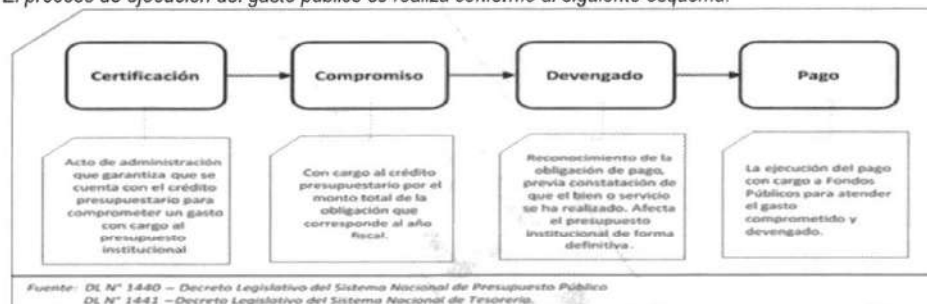 El proceso de ejecución del gasto público se realiza conforme al siguiente esquema:
Certificación
Compromiso
Devengado
Pago
Acto de administración
que garantiza que se
cuenta con el crédito
presupuestario para
comprometer un gasto
con cargo al
presupuesto
institucional
Con cargo al crédito
presupuestario por el
monto total de la
obligación que
corresponde al año
fiscal.
Reconocimiento de la
obligación de pago,
previa constatación de
que el bien o servicio
se ha realizado. Afecta
el presupuesto
institucional de forma
definitiva.
La ejecución del pago
con cargo a Fondos
Públicos para atender
el gasto
comprometido y
devengado.
Fuente: DL N° 1440 – Decreto Legislativo del Sistema Nacional de Presupuesto Público
DL N° 1441 –Decreto Legislativo del Sistema Nacional de Tesorería.